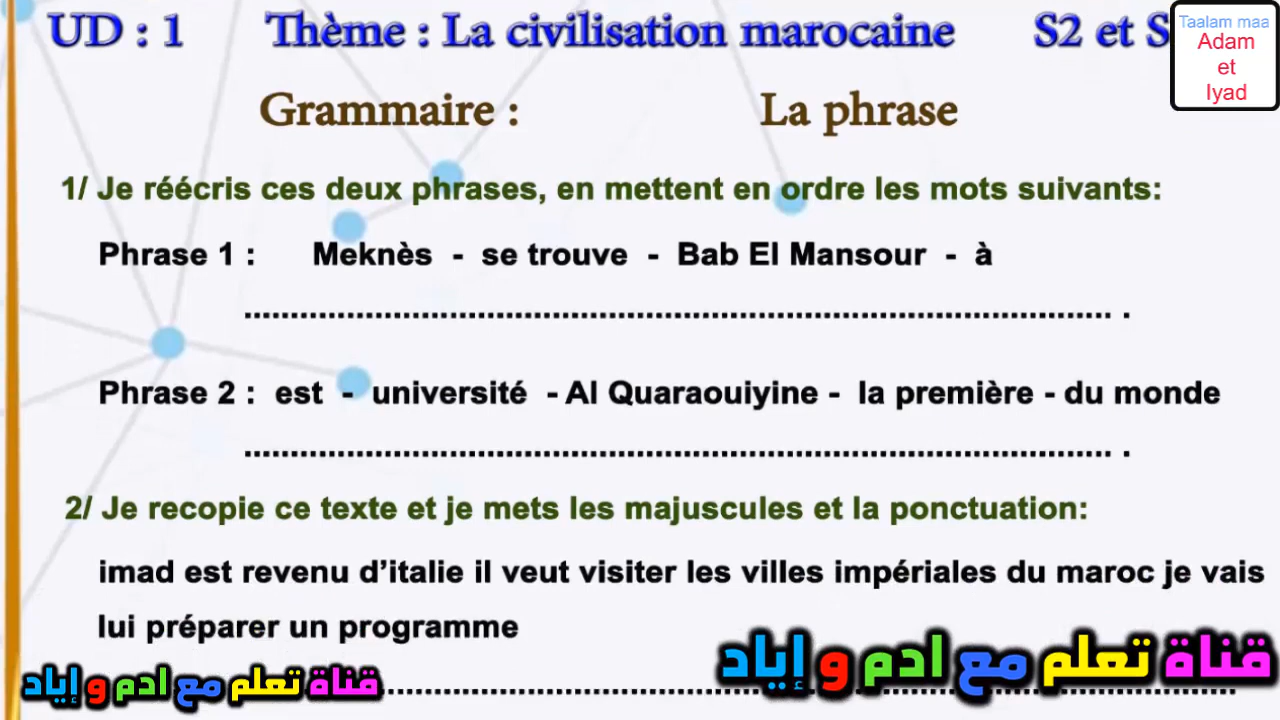 UD : 1 Thème : La civilisation marocaine S2 et S
Taalam maa
Adam
et
Iyad
Grammaire : La phrase
1/ Je réécris ces deux phrases, en mettent en ordre les mots suivants:
Phrase 1 : Meknès - se trouve - Bab El Mansour - à
.............................................................................................. .
Phrase 2 : est - université - Al Quaraouiyine - la première - du monde
.............................................................................................. .
2/ Je recopie ce texte et je mets les majuscules et la ponctuation:
imad est revenu d’italie il veut visiter les villes impériales du maroc je vais
lui préparer un programme
قناة تعلم مع ادم و إياد
قناة تعلم مع ادم و إياد